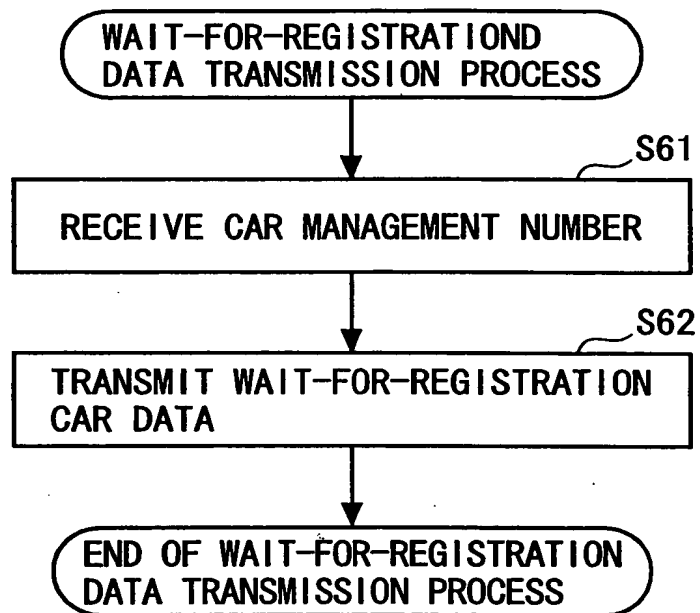 WAIT-FOR-REGISTRATIOND
DATA TRANSMISSION PROCESS
S61
RECEIVE CAR MANAGEMENT NUMBER
S62
TRANSMIT WAIT-FOR-REGISTRATION
CAR DATA
END OF WAIT-FOR-REGISTRATION
DATA TRANSMISSION PROCESS